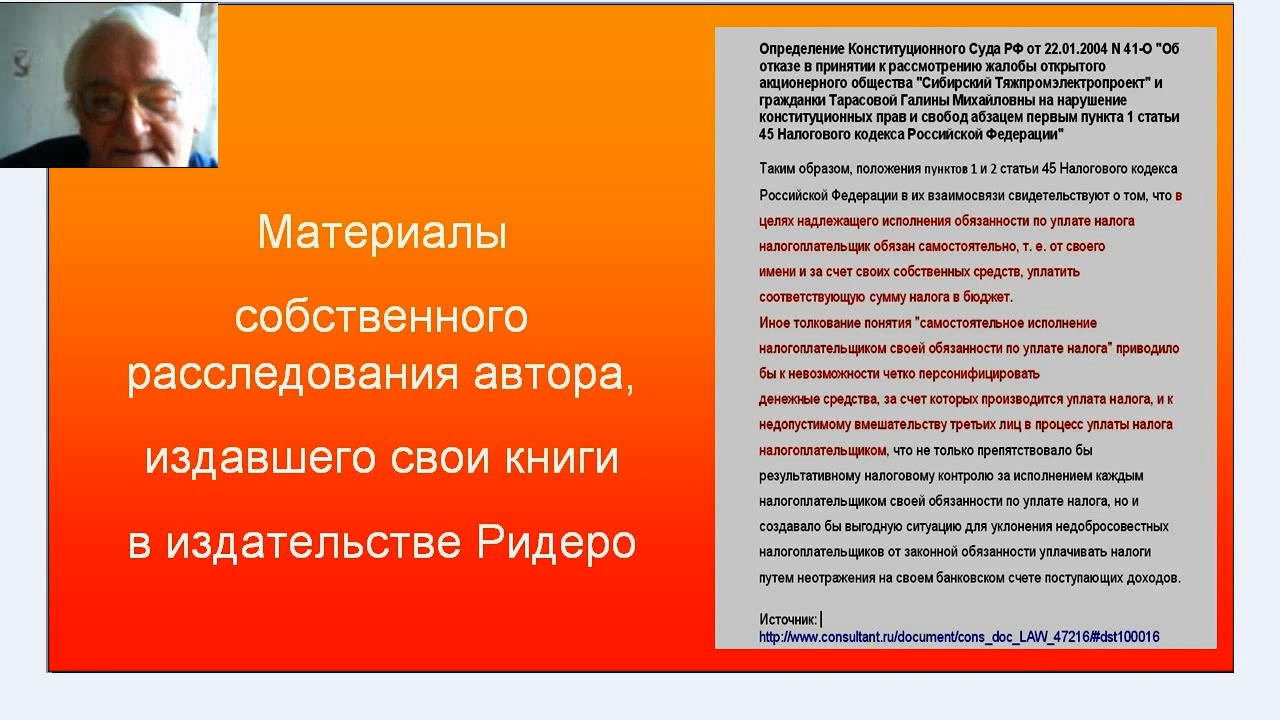 Материалы
собственного
расследования автора,
издавшего свои книги
в издательстве Ридеро
Определение Конституционного Суда РФ от 22.01.2004 N 41-О "Об
отказе в принятии к рассмотрению жалобы открытого
акционерного общества "Сибирский Тяжпромэлектропроект" и
гражданки Тарасовой Галины Михайловны на нарушение
конституционных прав и свобод абзацем первым пункта 1 статьи
45 Налогового кодекса Российской Федерации"
Таким образом, положения пунктов 1 и 2 статьи 45 Налогового кодекса
Российской Федерации в их взаимосвязи свидетельствуют о том, что в
целях надлежащего исполнения обязанности по уплате налога
налогоплательщик обязан самостоятельно, т. е. от своего
имени и за счет своих собственных средств, уплатить
соответствующую сумму налога в бюджет.
Иное толкование понятия "самостоятельное исполнение
налогоплательщиком своей обязанности по уплате налога" приводило
бы к невозможности четко персонифицировать
денежные средства, за счет которых производится уплата налога, и к
недопустимому вмешательству третьих лиц в процесс уплаты налога
налогоплательщиком, что не только препятствовало бы
результативному налоговому контролю за исполнением каждым
налогоплательщиком своей обязанности по уплате налога, но и
создавало бы выгодную ситуацию для уклонения недобросовестных
налогоплательщиков от законной обязанности уплачивать налоги
путем неотражения на своем банковском счете поступающих доходов.
Источник:
http://www.consultant.ru/document/cons_doc_LAW_47216/#dst100016